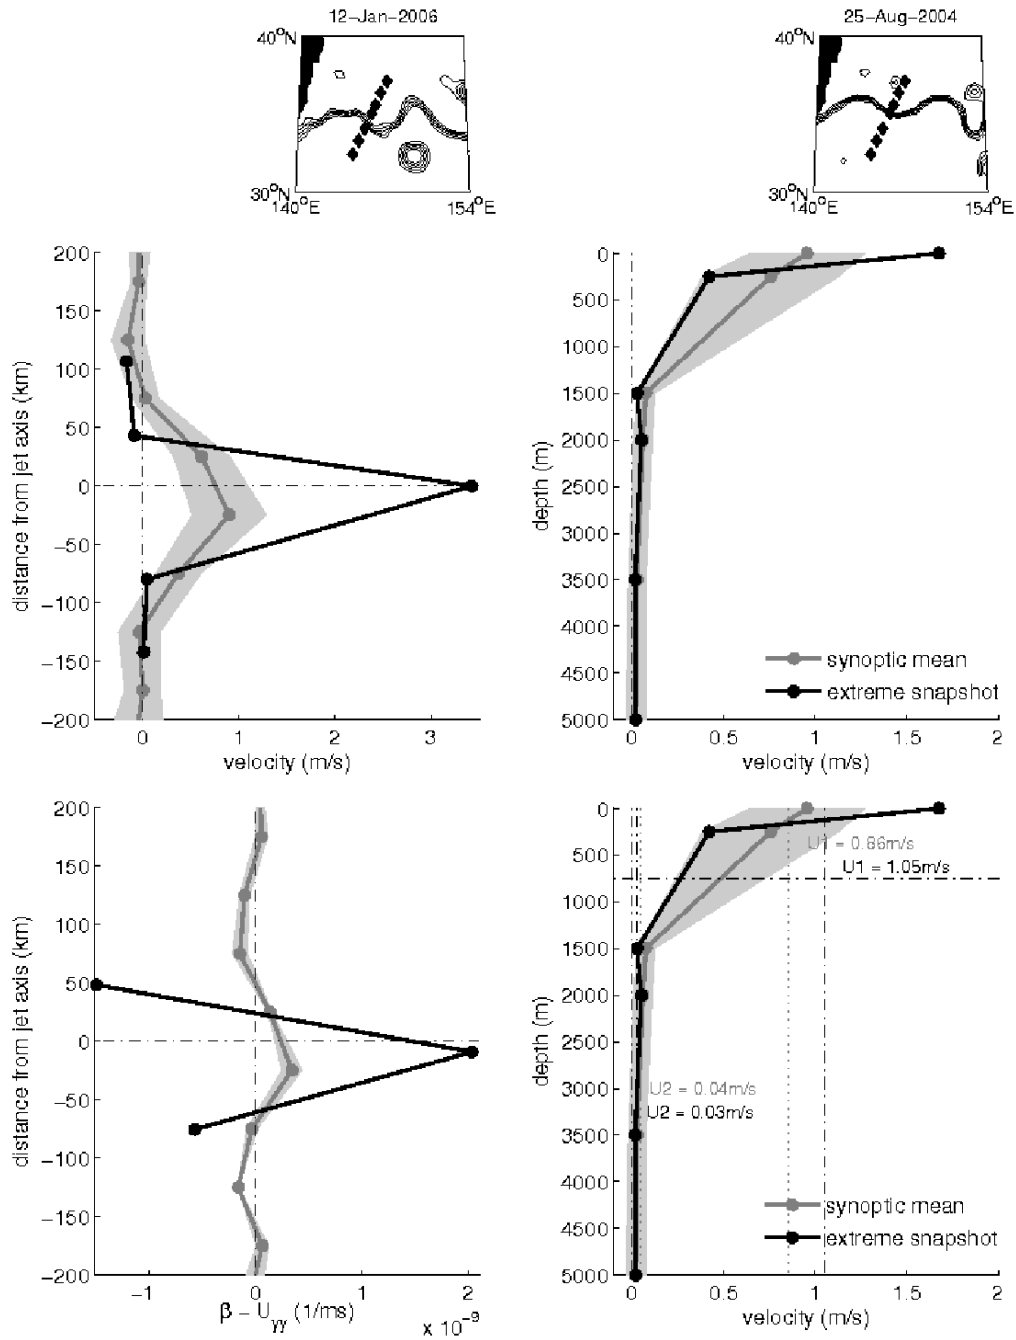 12-Jan-2006
40°N
30°N
140°E
154°E
25-Aug-2004
40°N
30°N
140°E
154°E
200
150
100
50
0
-50
-100
-150
-200
distance from jet axis (km)
0
1
2
3
velocity (m/s)
0
500
1000
1500
2000
2500
3000
3500
4000
4500
5000
depth (m)
synoptic mean
extreme snapshot
0
0.5
1
1.5
2
velocity (m/s)
200
150
100
50
0
-50
-100
-150
-200
distance from jet axis (km)
-1
0
1
2
β - Uyy (1/ms)
x 10^-9
0
500
1000
1500
2000
2500
3000
3500
4000
4500
5000
depth (m)
U1 = 0.86m/s
U1 = 1.05m/s
U2 = 0.04m/s
U2 = 0.03m/s
synoptic mean
extreme snapshot
0
0.5
1
1.5
2
velocity (m/s)